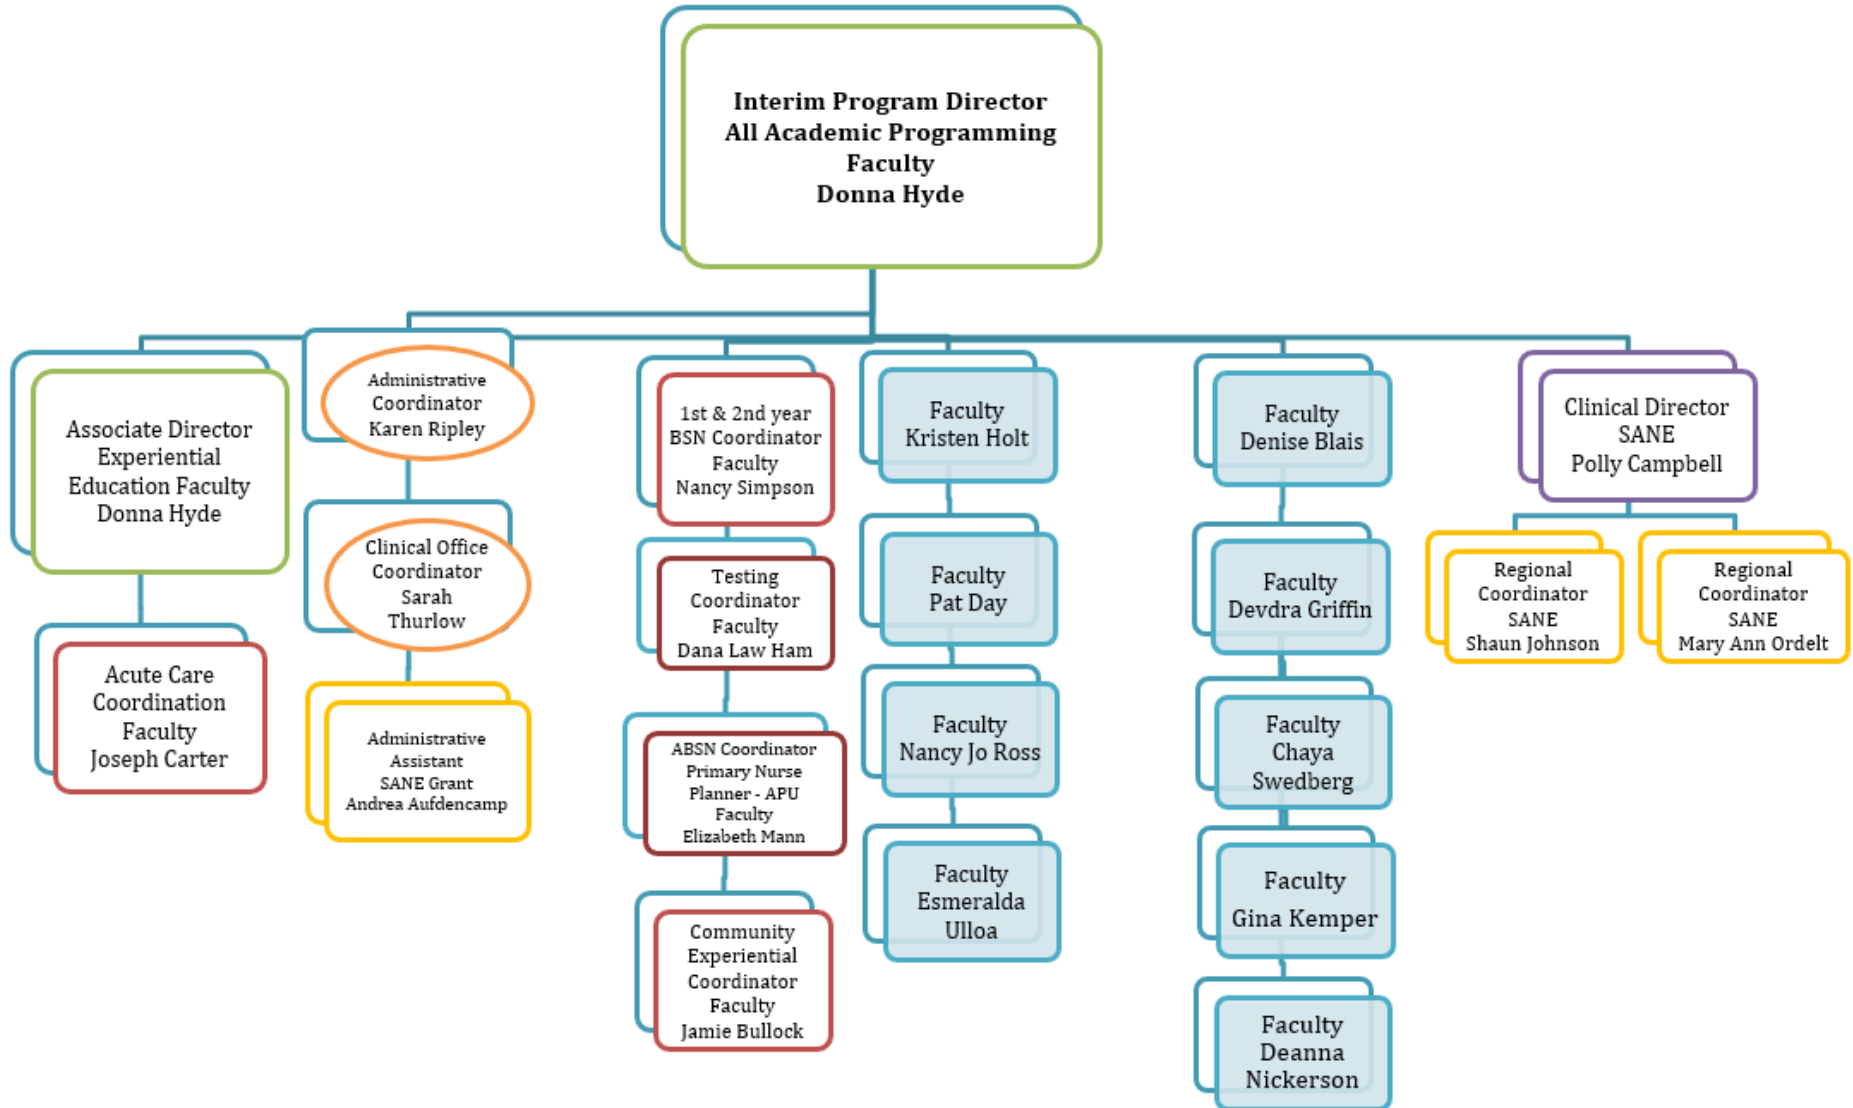 Interim Program Director
All Academic Programming
Faculty
Donna Hyde
Associate Director
Experiential
Education Faculty
Donna Hyde
Acute Care
Coordination
Faculty
Joseph Carter
Administrative
Coordinator
Karen Ripley
Clinical Office
Coordinator
Sarah
Thurlow
Administrative
Assistant
SANE Grant
Andrea Aufdencamp
1st & 2nd year
BSN Coordinator
Faculty
Nancy Simpson
Testing
Coordinator
Faculty
Dana Law Ham
ABSN Coordinator
Primary Nurse
Planner - APU
Faculty
Elizabeth Mann
Community
Experiential
Coordinator
Faculty
Jamie Bullock
Faculty
Kristen Holt
Faculty
Pat Day
Faculty
Nancy Jo Ross
Faculty
Esmeralda
Ulloa
Faculty
Denise Blais
Faculty
Devdra Griffin
Faculty
Chaya
Swedberg
Faculty
Gina Kemper
Faculty
Deanna
Nickerson
Clinical Director
SANE
Polly Campbell
Regional
Coordinator
SANE
Shaun Johnson
Regional
Coordinator
SANE
Mary Ann Ordelt